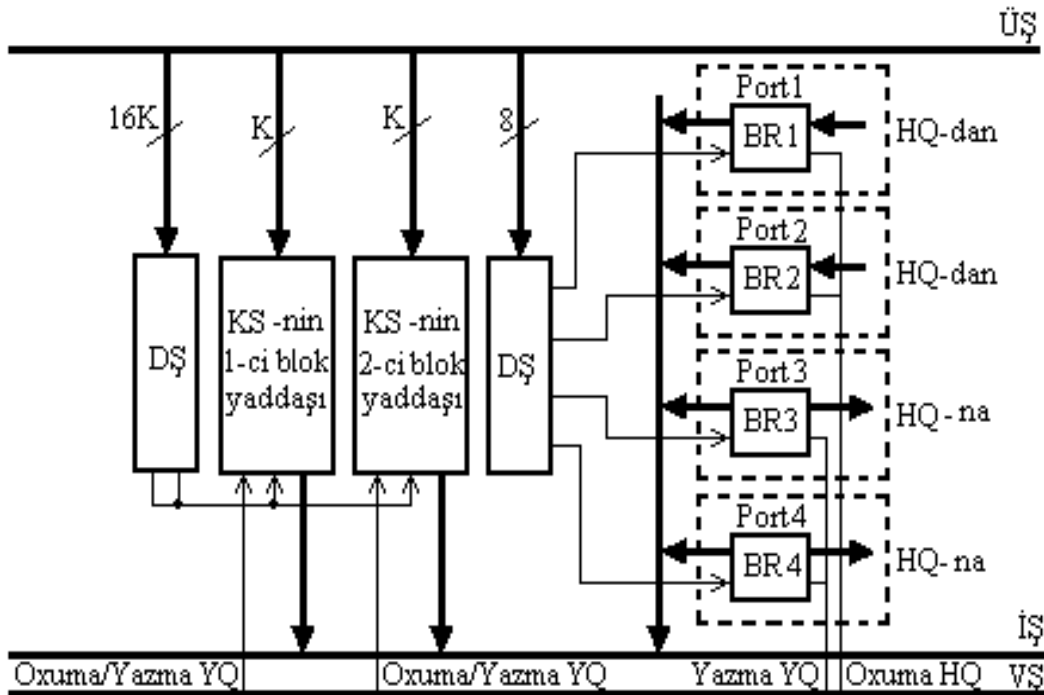 ÜŞ
16K
K
K
8
Port1
BR1
HQ-dan
Port2
BR2
HQ-dan
DŞ
KS -nin
1-ci blok
yaddaşı
KS -nin
2-ci blok
yaddaşı
DŞ
Port3
BR3
HQ- na
Port4
BR4
HQ- na
İŞ
Oxuma/Yazma YQ
Oxuma/Yazma YQ
Yazma YQ
Oxuma HQ
VŞ